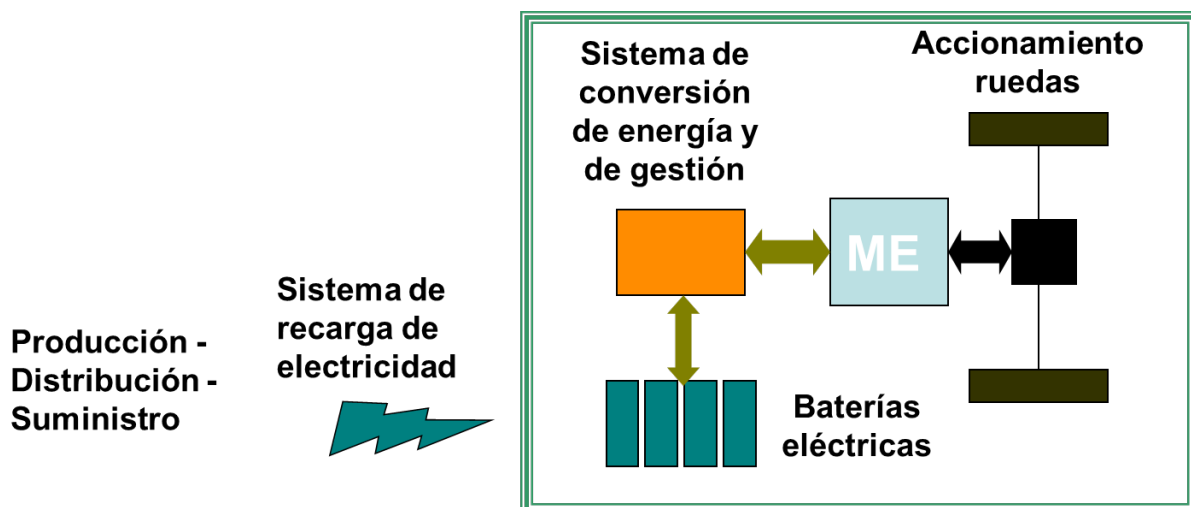 Producción -
Distribución -
Suministro
Sistema de
recarga de
electricidad
Sistema de
conversión
de energía y
de gestión
Accionamiento
ruedas
ME
Baterías
eléctricas